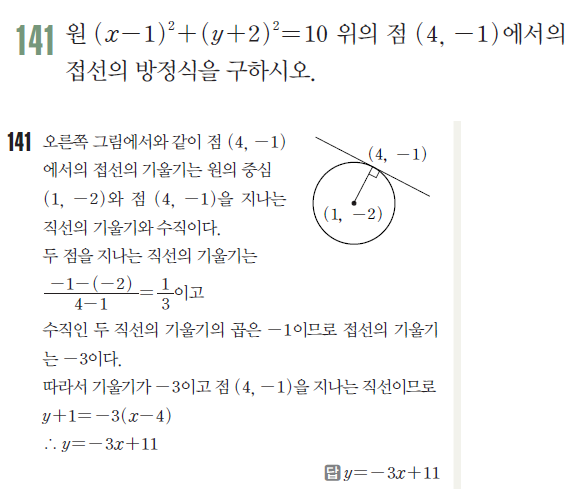 141 원 (x−1)²+(y+2)²=10 위의 점 (4, −1)에서의
접선의 방정식을 구하시오.
141 오른쪽 그림에서와 같이 점 (4, −1)
에서의 접선의 기울기는 원의 중심
(1, −2)와 점 (4, −1)을 지나는
직선의 기울기와 수직이다.
(4, −1)
(1, −2)
두 점을 지나는 직선의 기울기는
−1−(−2)/4−1=1/3이고
수직인 두 직선의 기울기의 곱은 −1이므로 접선의 기울기
는 −3이다.
따라서 기울기가 −3이고 점 (4, −1)을 지나는 직선이므로
y+1=−3(x−4)
∴ y=−3x+11
답 y=−3x+11